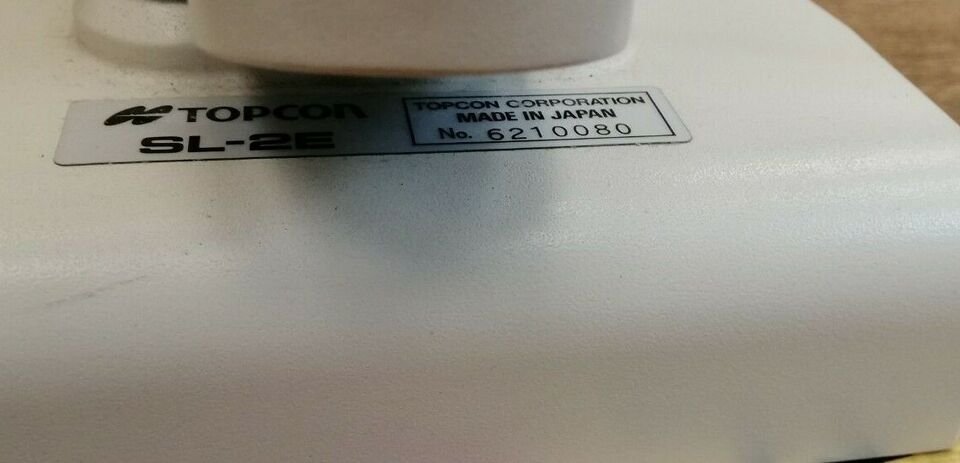 TOPCON
SL-2E
TOPCON CORPORATION
MADE IN JAPAN
No. 6210080